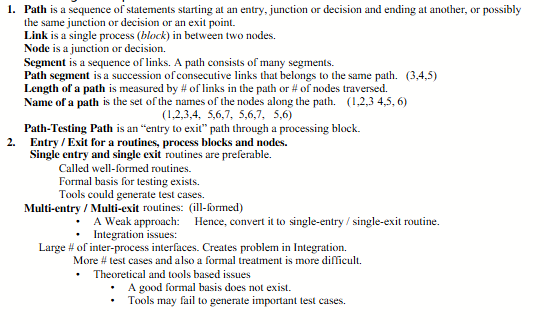 1. Path is a sequence of statements starting at an entry, junction or decision and ending at another, or possibly
the same junction or decision or an exit point.
Link is a single process (block) in between two nodes.
Node is a junction or decision.
Segment is a sequence of links. A path consists of many segments.
Path segment is a succession of consecutive links that belongs to the same path. (3,4,5)
Length of a path is measured by # of links in the path or # of nodes traversed.
Name of a path is the set of the names of the nodes along the path. (1,2,3 4,5, 6)
(1,2,3,4, 5,6,7, 5,6,7, 5,6)
Path-Testing Path is an “entry to exit” path through a processing block.
2. Entry / Exit for a routines, process blocks and nodes.
Single entry and single exit routines are preferable.
Called well-formed routines.
Formal basis for testing exists.
Tools could generate test cases.
Multi-entry / Multi-exit routines: (ill-formed)
• A Weak approach: Hence, convert it to single-entry / single-exit routine.
• Integration issues:
Large # of inter-process interfaces. Creates problem in Integration.
More # test cases and also a formal treatment is more difficult.
• Theoretical and tools based issues
• A good formal basis does not exist.
• Tools may fail to generate important test cases.